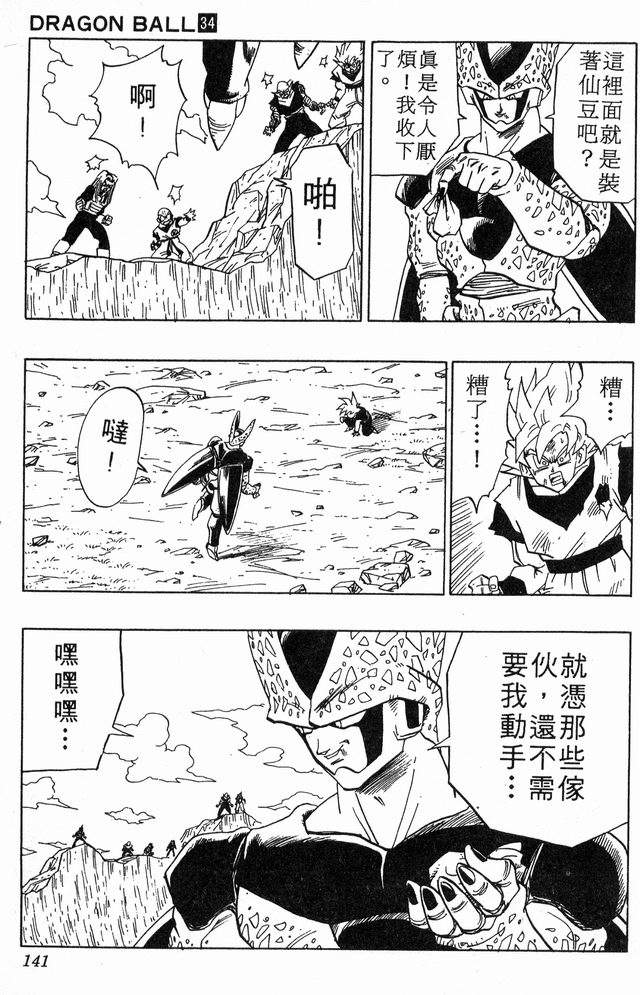 DRAGON BALL 34
這裡面就是裝
著仙豆吧？
眞是令人厭
煩！我收下
了。
啊！
啪！
糟…
糟了…！
噠！
就憑那些傢
伙，還不需
要我動手…
嘿嘿嘿…
141